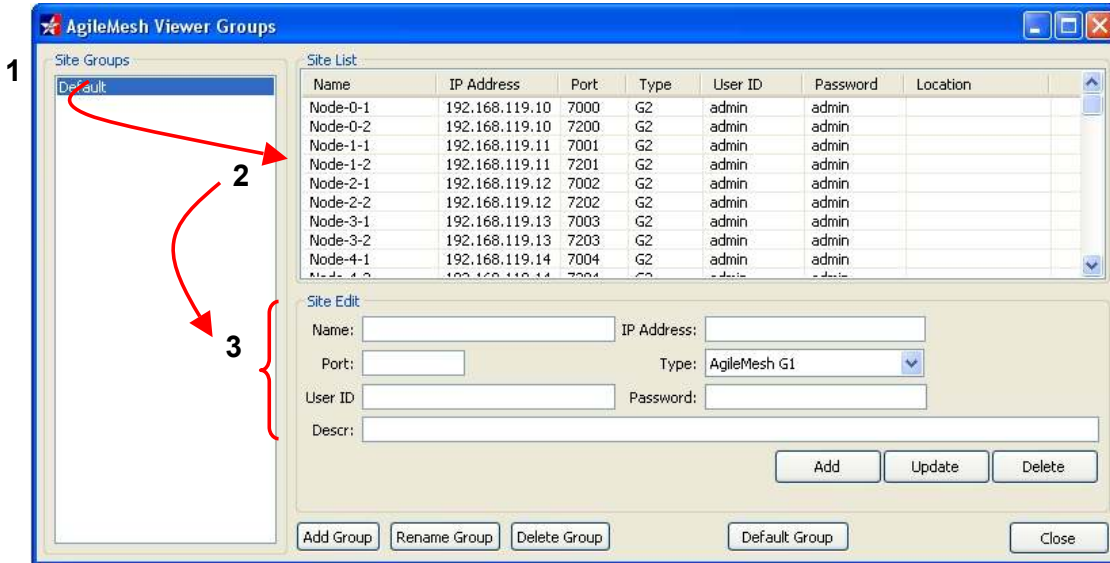 AgileMesh Viewer Groups
1
Site Groups
Default
2
3
Site List
Name IP Address Port Type User ID Password Location
Node-0-1 192.168.119.10 7000 G2 admin admin
Node-0-2 192.168.119.10 7200 G2 admin admin
Node-1-1 192.168.119.11 7001 G2 admin admin
Node-1-2 192.168.119.11 7201 G2 admin admin
Node-2-1 192.168.119.12 7002 G2 admin admin
Node-2-2 192.168.119.12 7202 G2 admin admin
Node-3-1 192.168.119.13 7003 G2 admin admin
Node-3-2 192.168.119.13 7203 G2 admin admin
Node-4-1 192.168.119.14 7004 G2 admin admin
Site Edit
Name: IP Address:
Port: Type: AgileMesh G1
User ID Password:
Descr:
Add Update Delete
Add Group Rename Group Delete Group Default Group Close